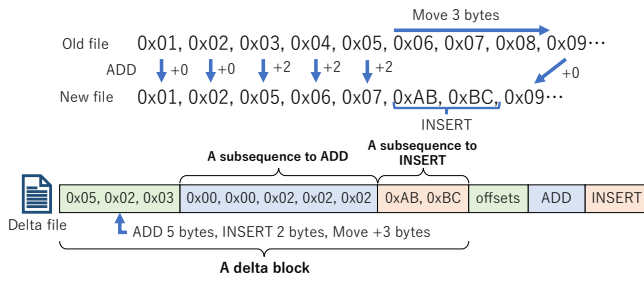 Move 3 bytes
Old file 0x01, 0x02, 0x03, 0x04, 0x05, 0x06, 0x07, 0x08, 0x09…
ADD +0 +0 +2 +2 +2 +0
New file 0x01, 0x02, 0x05, 0x06, 0x07, 0xAB, 0xBC, 0x09…
INSERT
A subsequence to ADD
A subsequence to
INSERT
0x05, 0x02, 0x03 0x00, 0x00, 0x02, 0x02, 0x02 0xAB, 0xBC offsets ADD INSERT
Delta file
ADD 5 bytes, INSERT 2 bytes, Move +3 bytes
A delta block